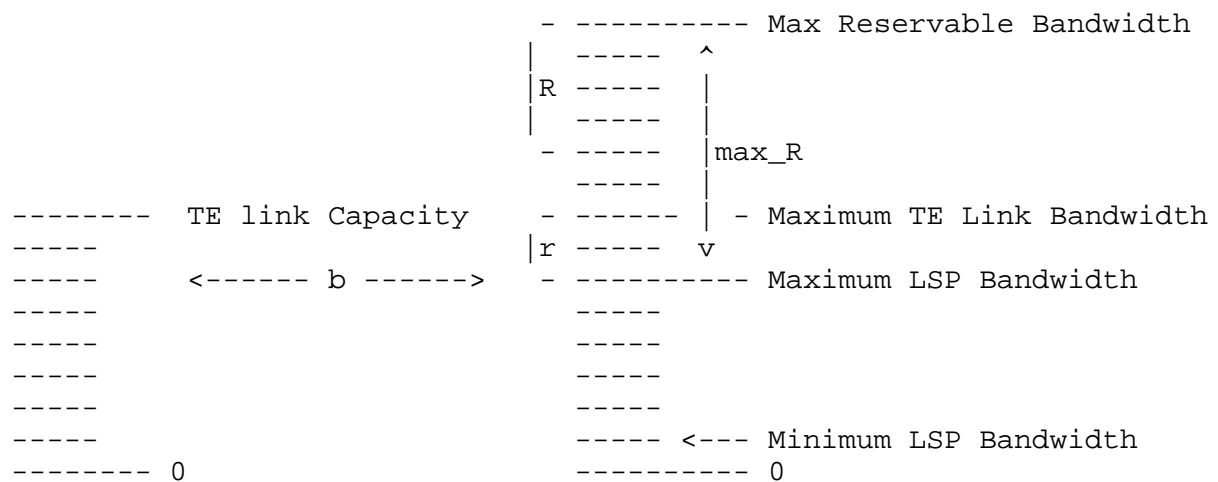 - ---------- Max Reservable Bandwidth
| ----- ^
|R ----- |
| ----- |
- ----- |max_R
----- |
-------- TE link Capacity - ------ | - Maximum TE Link Bandwidth
----- |r ----- v
----- <------ b ------> - ---------- Maximum LSP Bandwidth
----- -----
----- -----
----- -----
----- -----
----- ----- <--- Minimum LSP Bandwidth
-------- 0 ---------- 0